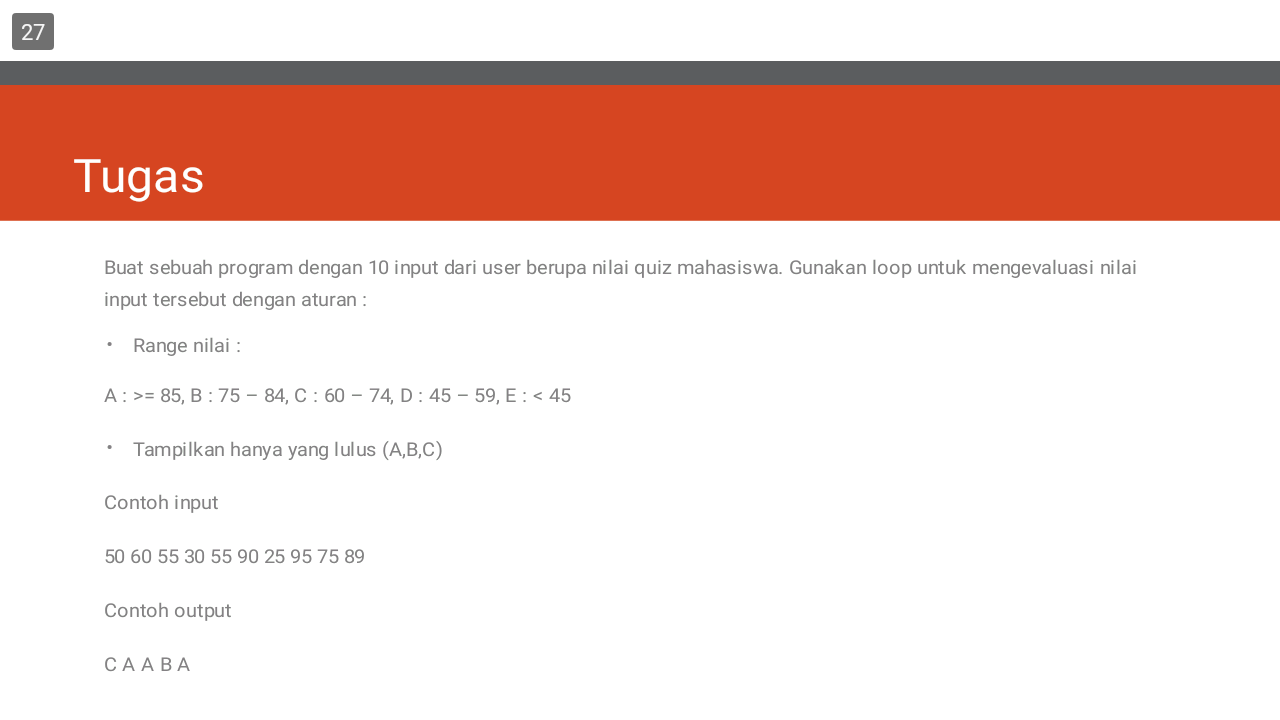 27
Tugas
Buat sebuah program dengan 10 input dari user berupa nilai quiz mahasiswa. Gunakan loop untuk mengevaluasi nilai
input tersebut dengan aturan :
• Range nilai :
A : >= 85, B : 75 – 84, C : 60 – 74, D : 45 – 59, E : < 45
• Tampilkan hanya yang lulus (A,B,C)
Contoh input
50 60 55 30 55 90 25 95 75 89
Contoh output
C A A B A